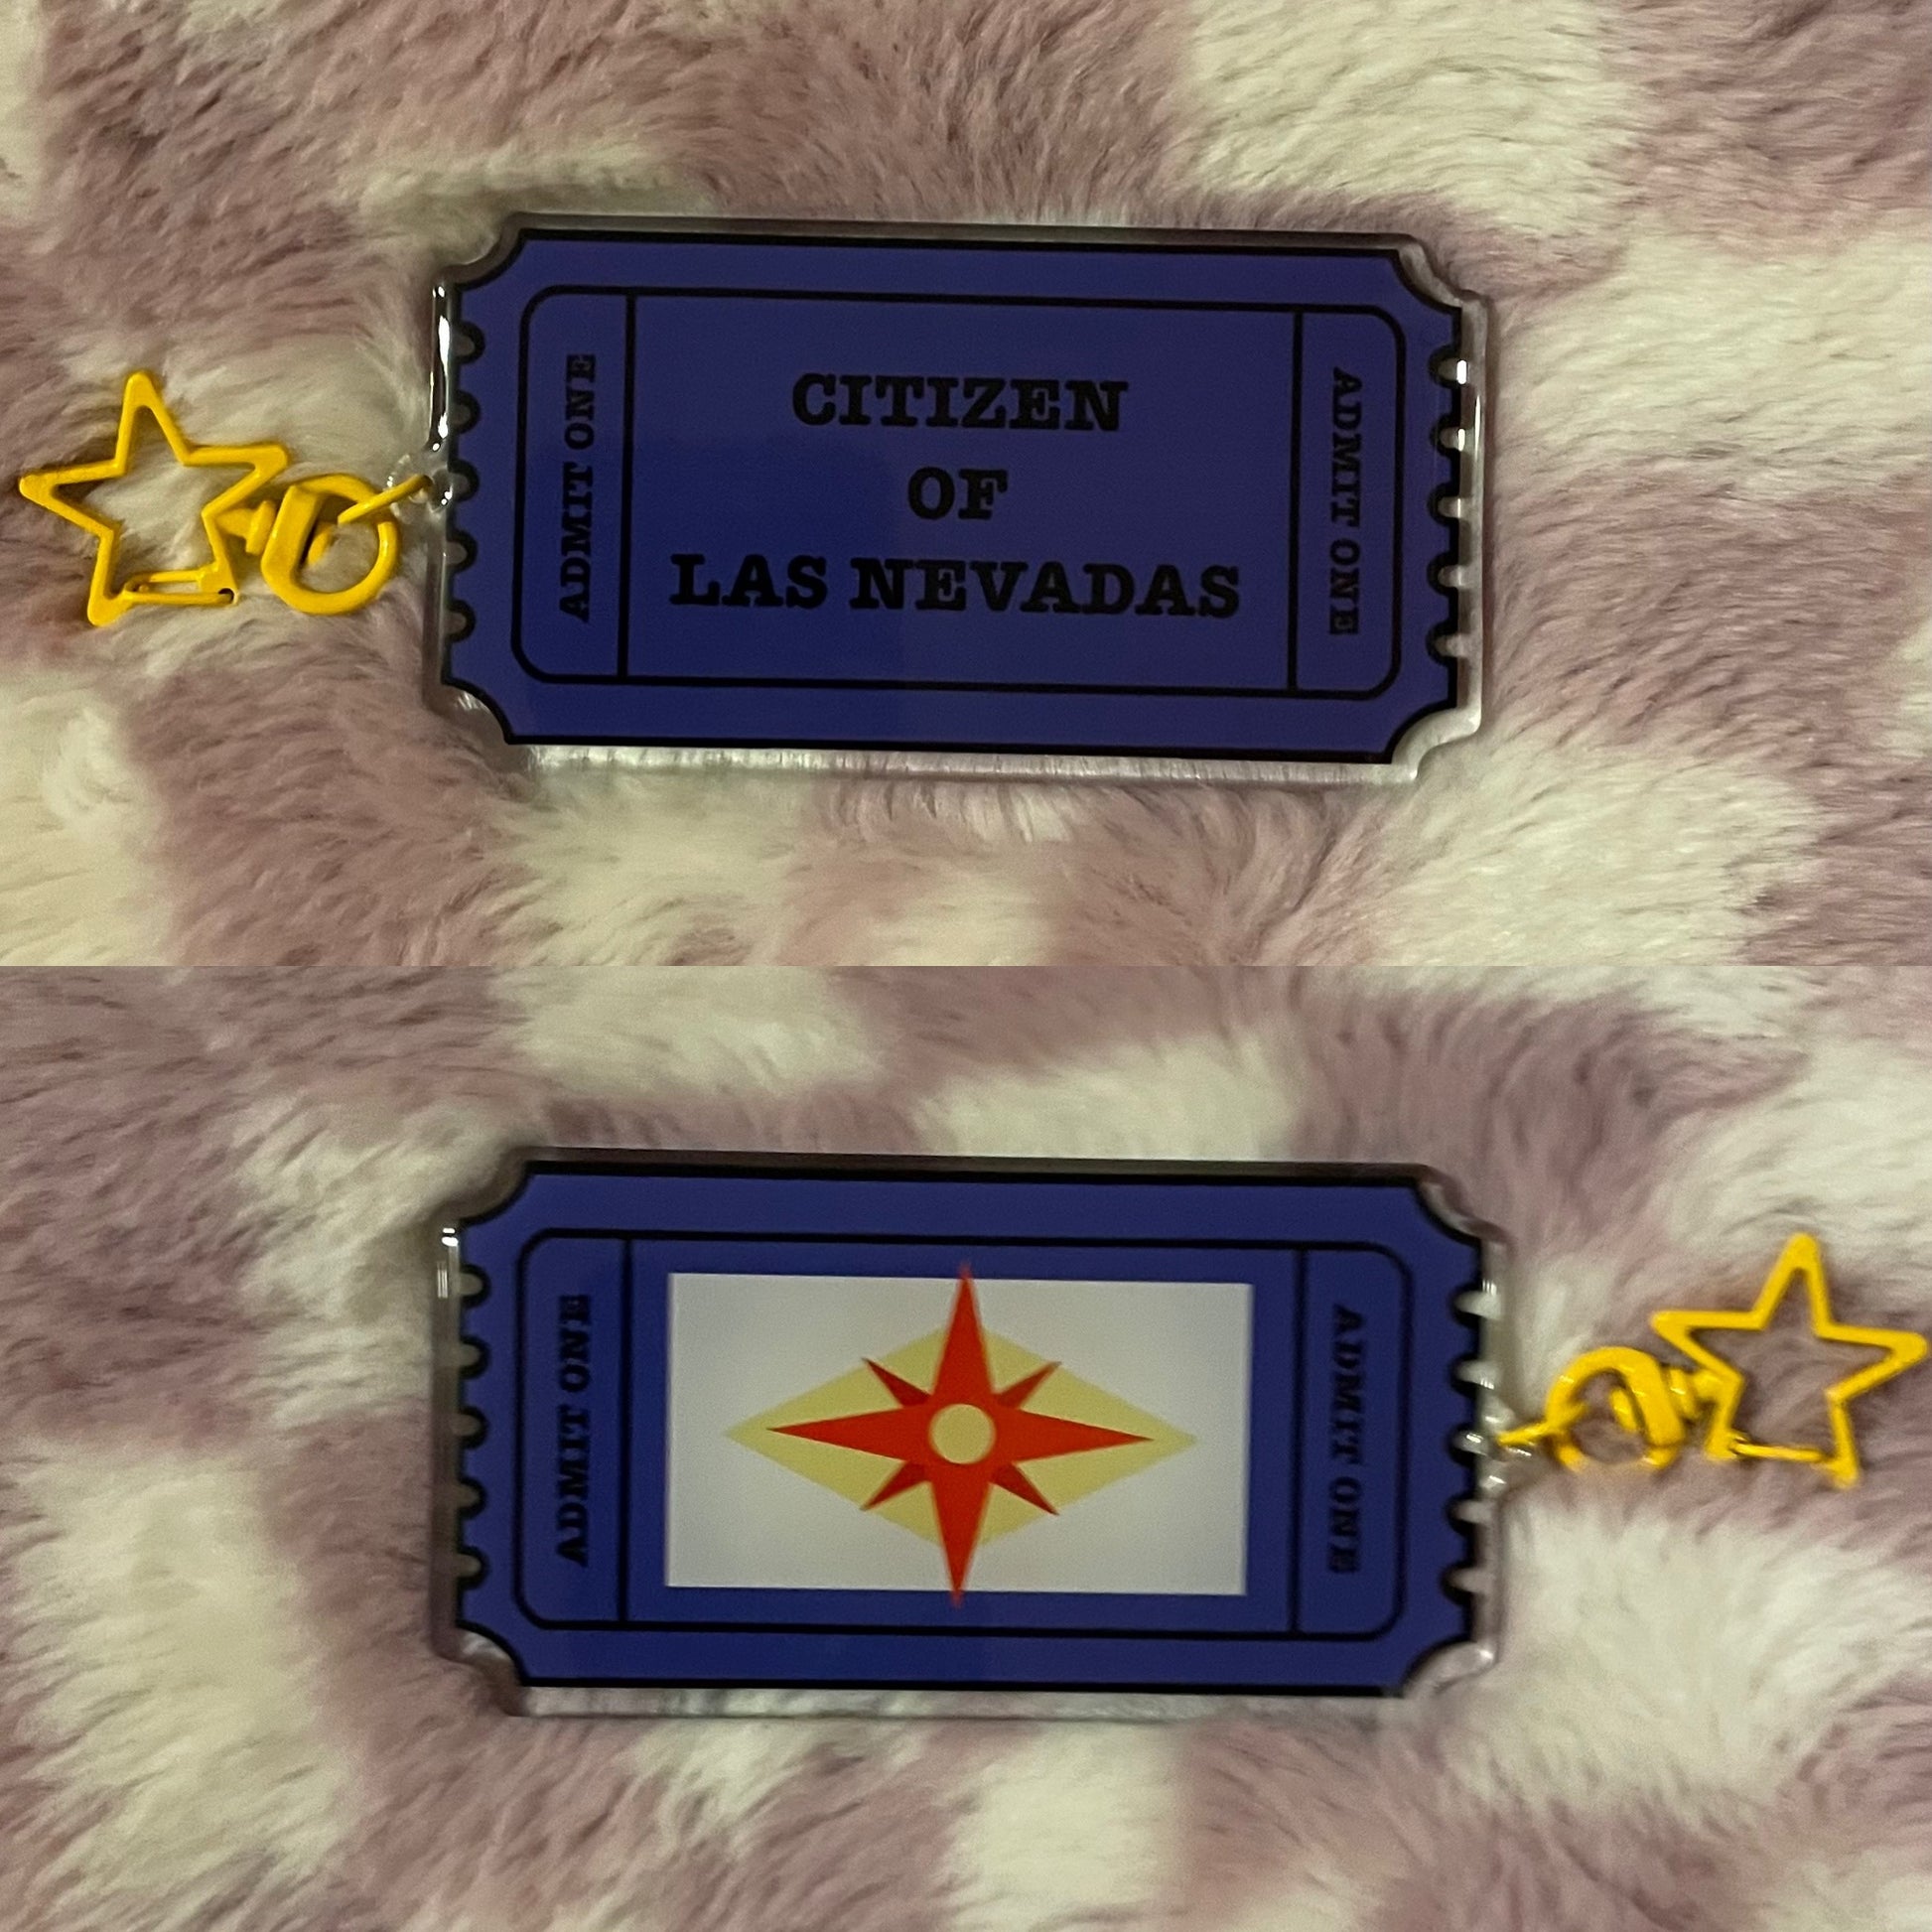 ADMIT ONE
CITIZEN
OF
LAS NEVADAS
ADMIT ONE
ADMIT ONE
ADMIT ONE